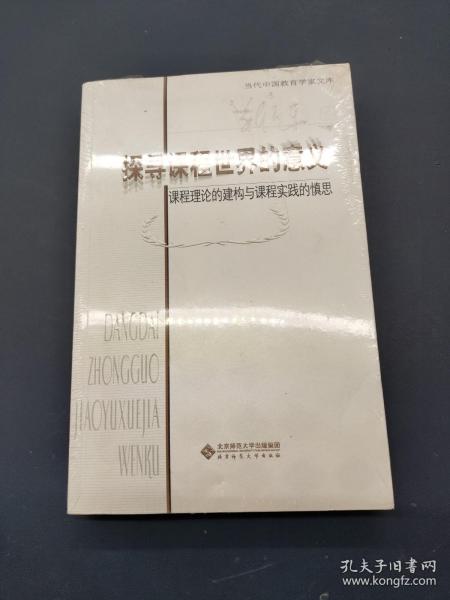 当代中国教育学家文库
探寻课程世界的意义
课程理论的建构与课程实践的慎思
DANGDAI
ZHONGGUO
JIAOYUXUEJIA
WENKU
北京师范大学出版集团
北京师范大学出版社
孔夫子旧书网
www.kongfz.com